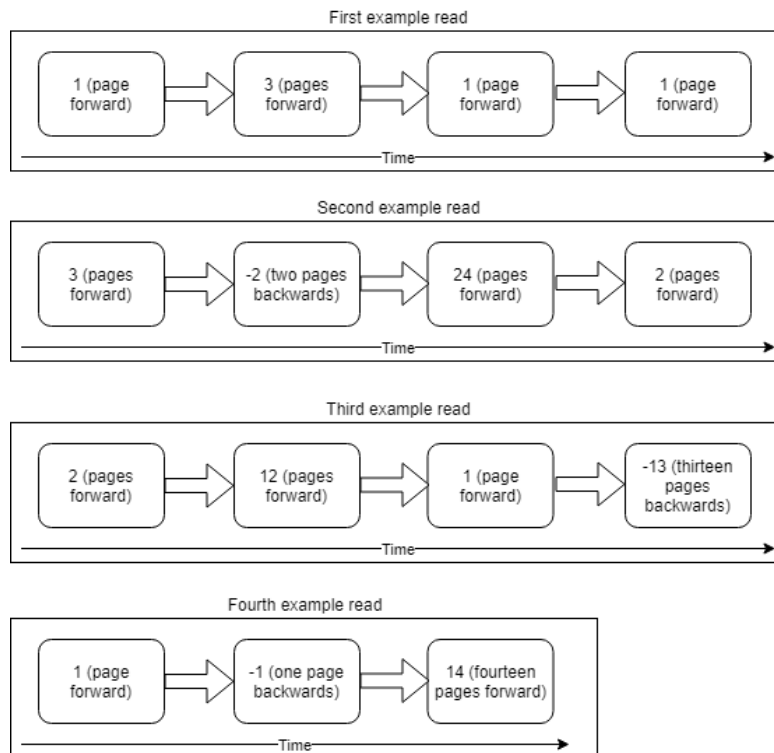 First example read
1 (page
forward)
3 (pages
forward)
1 (page
forward)
1 (page
forward)
Time
Second example read
3 (pages
forward)
-2 (two pages
backwards)
24 (pages
forward)
2 (pages
forward)
Time
Third example read
2 (pages
forward)
12 (pages
forward)
1 (page
forward)
-13 (thirteen
pages
backwards)
Time
Fourth example read
1 (page
forward)
-1 (one page
backwards)
14 (fourteen
pages forward)
Time